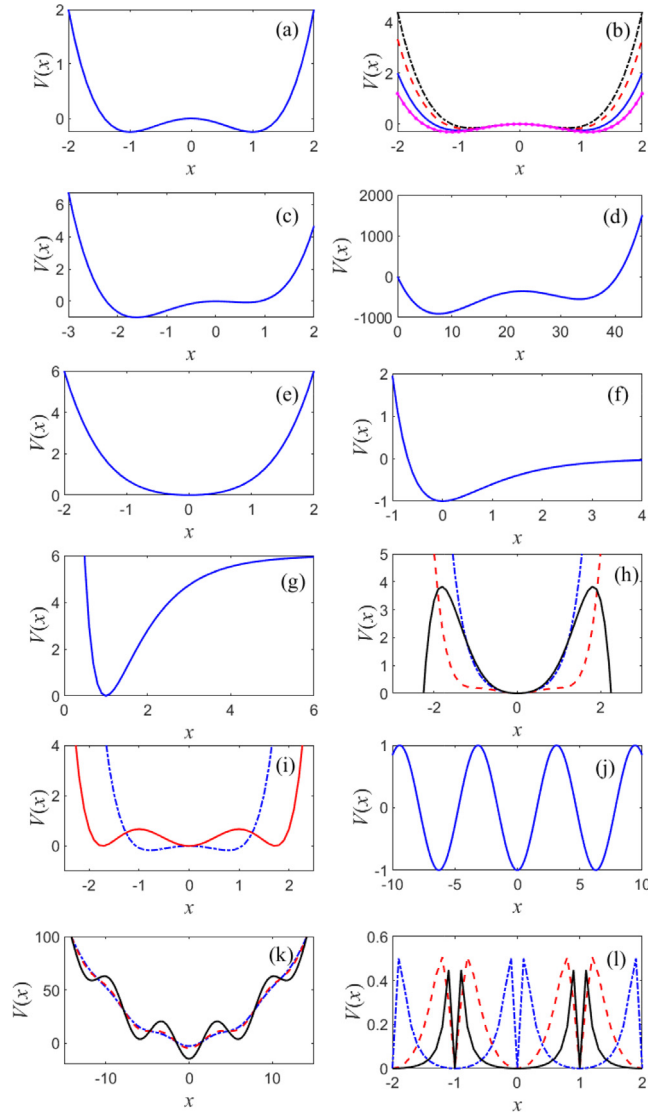 2
1
0
V(x)
(a)
-2 -1 0 1 2
x
4
2
0
V(x)
(b)
-2 -1 0 1 2
x
6
4
2
0
V(x)
(c)
-3 -2 -1 0 1 2
x
2000
1000
0
-1000
V(x)
(d)
0 10 20 30 40
x
6
4
2
0
V(x)
(e)
-2 -1 0 1 2
x
2
1
0
-1
V(x)
(f)
-1 0 1 2 3 4
x
6
4
2
0
V(x)
(g)
0 2 4 6
x
5
4
3
2
1
0
V(x)
(h)
-2 0 2
x
4
2
0
V(x)
(i)
-2 -1 0 1 2
x
1
0
-1
V(x)
(j)
-10 -5 0 5 10
x
100
50
0
V(x)
(k)
-10 0 10
x
0.6
0.4
0.2
0
V(x)
(l)
-2 -1 0 1 2
x